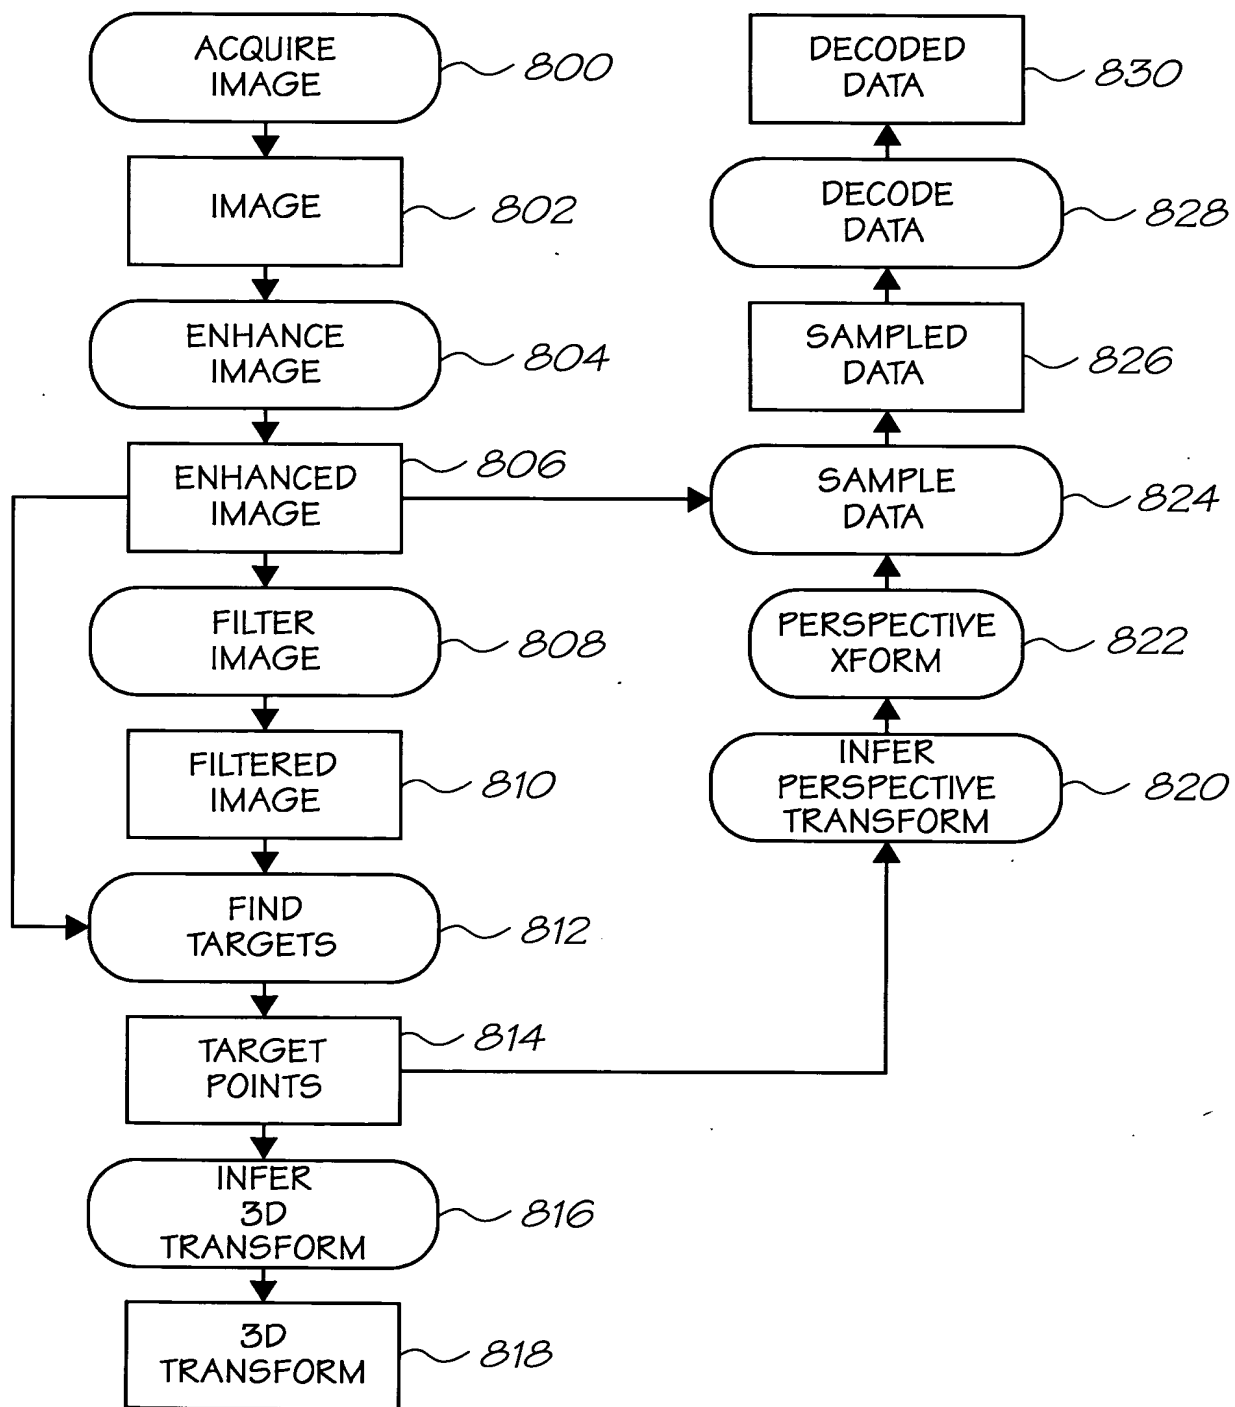 ACQUIRE
IMAGE
800
IMAGE
802
ENHANCE
IMAGE
804
ENHANCED
IMAGE
806
FILTER
IMAGE
808
FILTERED
IMAGE
810
FIND
TARGETS
812
TARGET
POINTS
814
INFER
3D
TRANSFORM
816
3D
TRANSFORM
818
DECODED
DATA
830
DECODE
DATA
828
SAMPLED
DATA
826
SAMPLE
DATA
824
PERSPECTIVE
XFORM
822
INFER
PERSPECTIVE
TRANSFORM
820